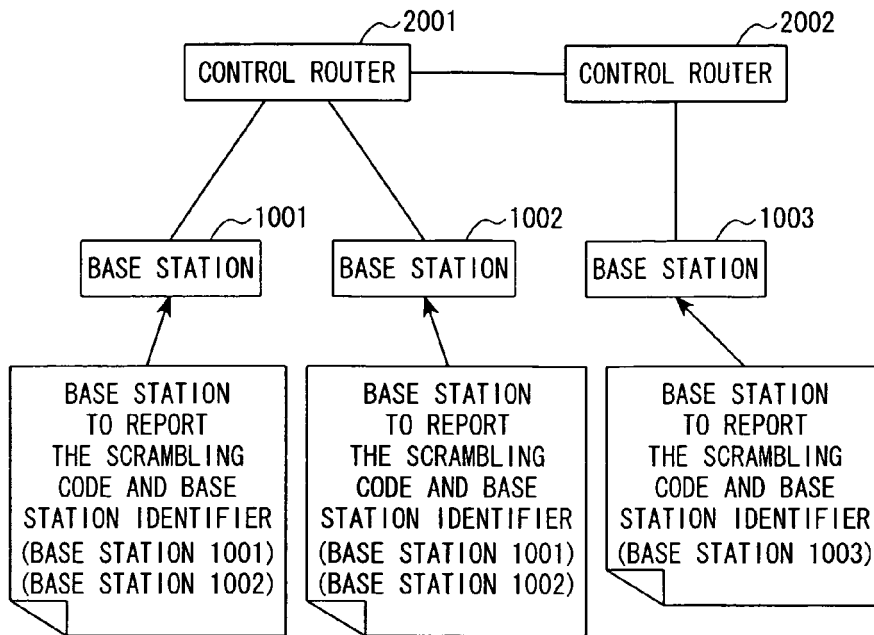 2001
2002
CONTROL ROUTER
CONTROL ROUTER
1001
1002
1003
BASE STATION
BASE STATION
BASE STATION
BASE STATION
TO REPORT
THE SCRAMBLING
CODE AND BASE
STATION IDENTIFIER
(BASE STATION 1001)
(BASE STATION 1002)
BASE STATION
TO REPORT
THE SCRAMBLING
CODE AND BASE
STATION IDENTIFIER
(BASE STATION 1001)
(BASE STATION 1002)
BASE STATION
TO REPORT
THE SCRAMBLING
CODE AND BASE
STATION IDENTIFIER
(BASE STATION 1003)